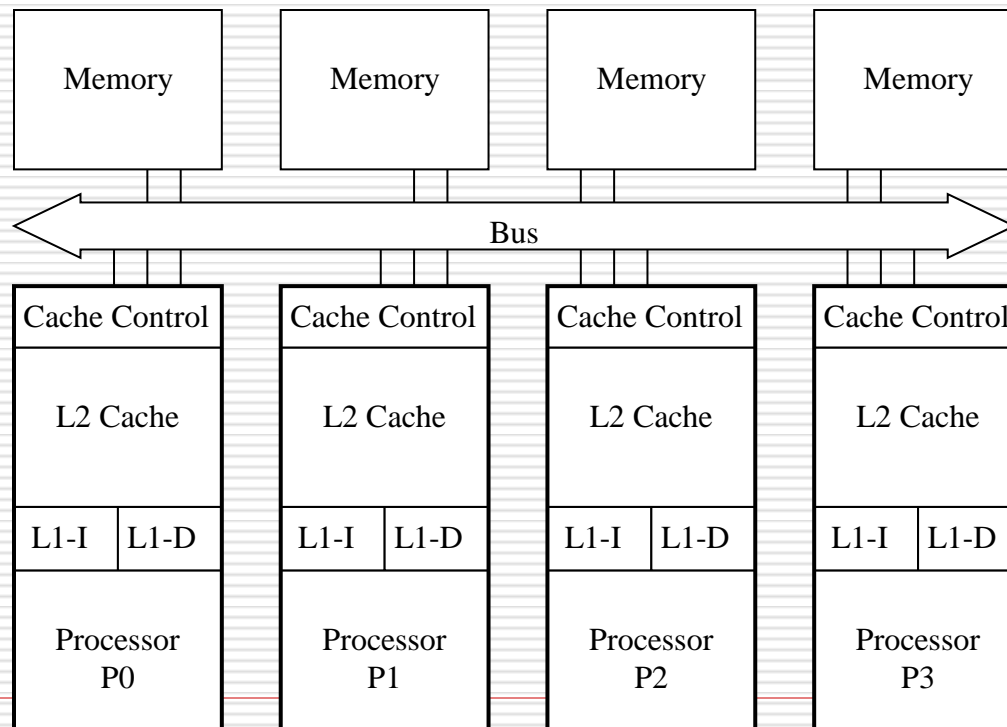 Memory Memory Memory Memory
Bus
Cache Control Cache Control Cache Control Cache Control
L2 Cache L2 Cache L2 Cache L2 Cache
L1-I L1-D L1-I L1-D L1-I L1-D L1-I L1-D
Processor Processor Processor Processor
P0 P1 P2 P3